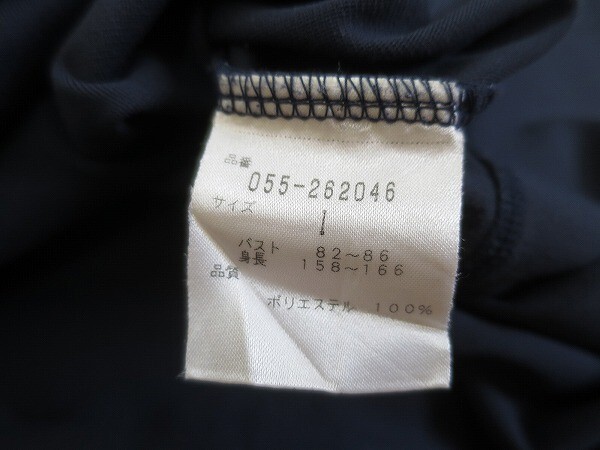 品番
055-262046
サイズ
バスト 82～86
身長 158～166
品質
ポリエステル 100%